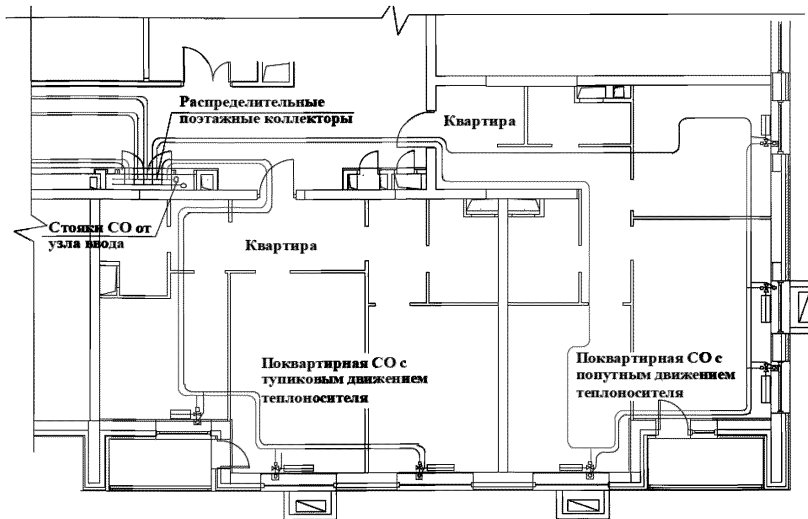 Распределительные
поэтажные коллекторы
Квартира
Стояки СО от
узла ввода
Квартира
Поквартирная СО с
тупиковым движением
теплоносителя
Поквартирная СО с
попутным движением
теплоносителя